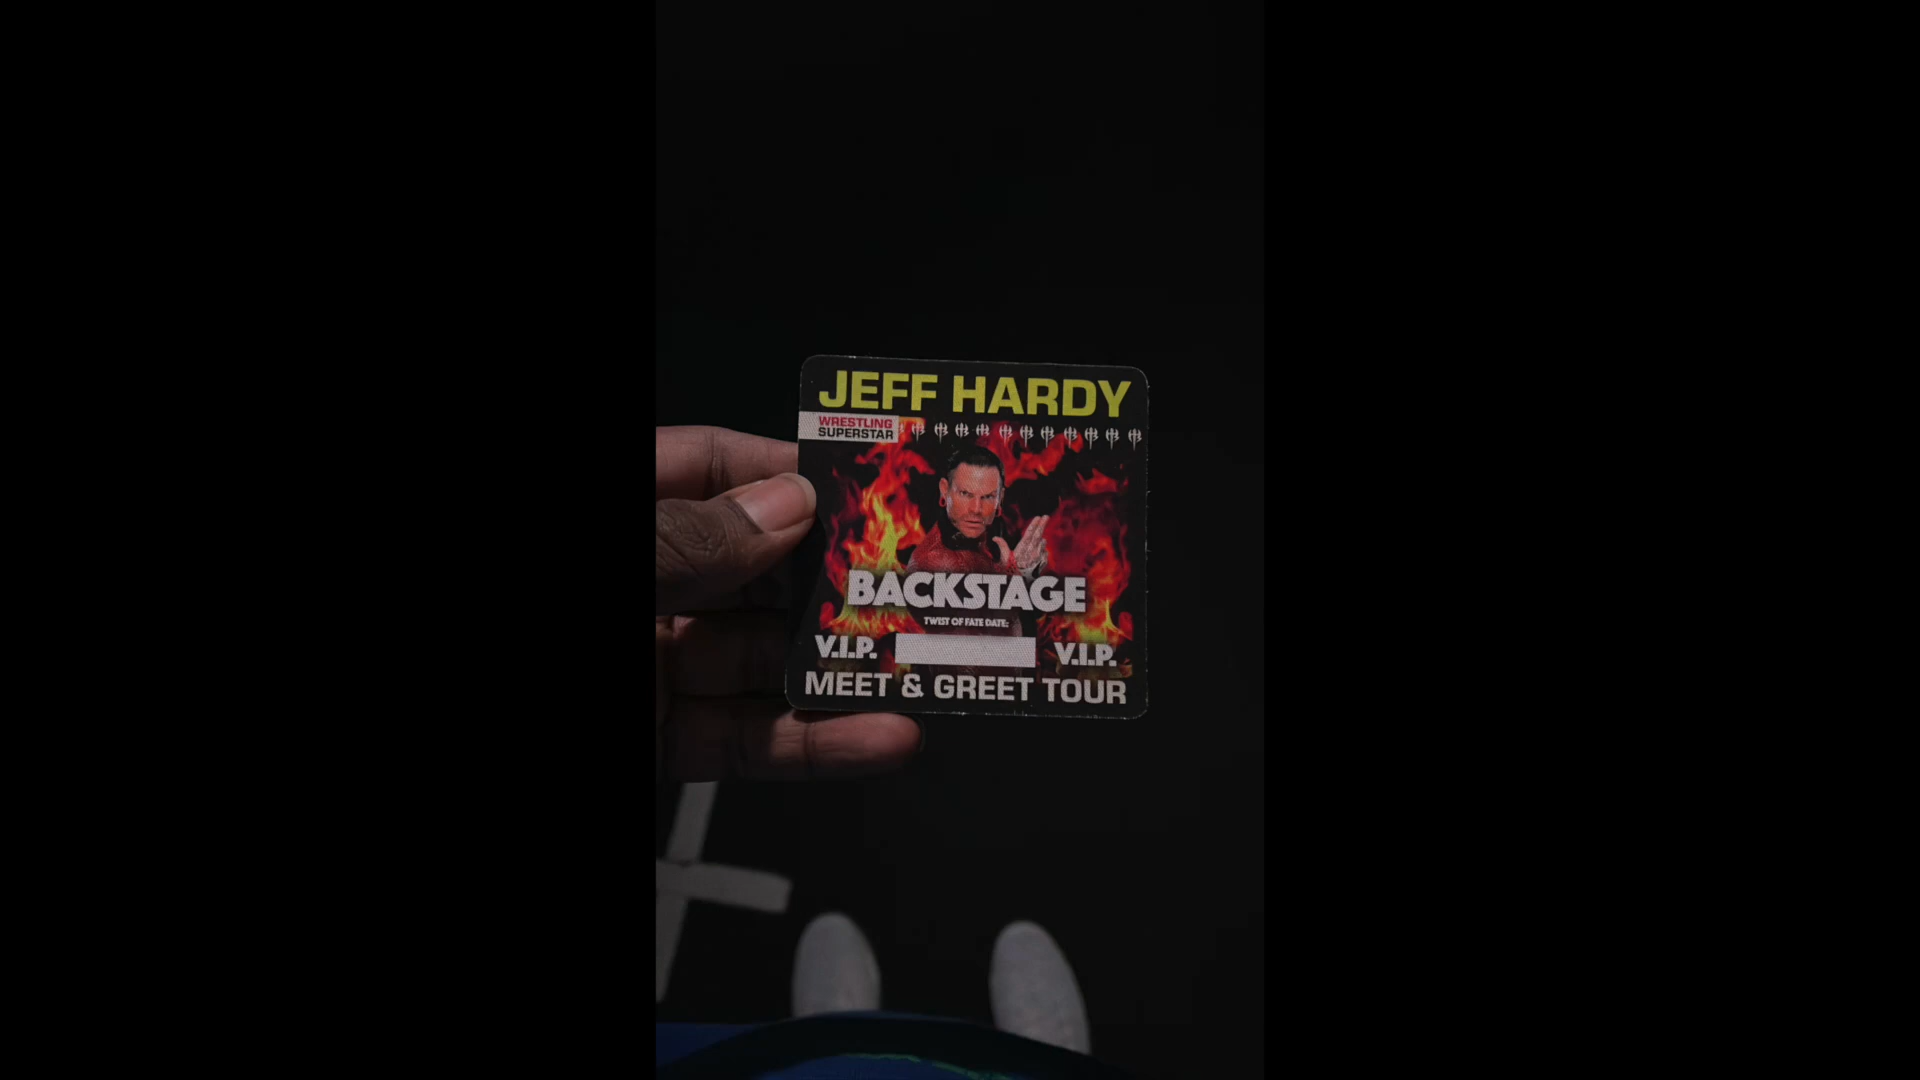 JEFF HARDY
WRESTLING
SUPERSTAR
BACKSTAGE
TWIST OF FATE DATE:
V.I.P. V.I.P.
MEET & GREET TOUR